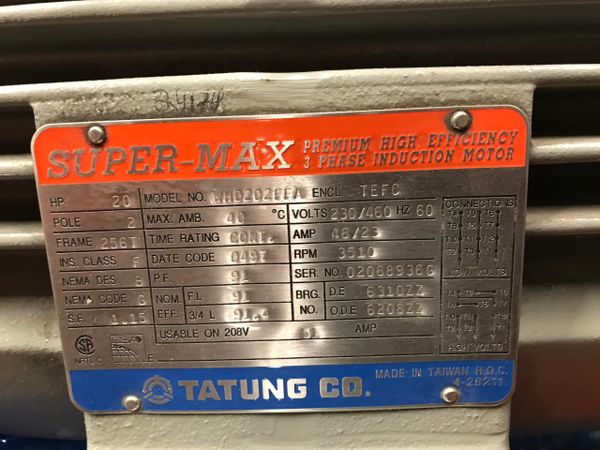 24174
SUPER-MAX PREMIUM HIGH EFFICIENCY
3 PHASE INDUCTION MOTOR
HP 20 MODEL NO. ENCL. TEFC CONNECTIONS
POLE 2 MAX. AMB. 40 °C VOLTS 230/460 HZ 60
FRAME 256T TIME RATING CONT. AMP 46/23
INS. CLASS F DATE CODE 0497 RPM 3510
NEMA DES B P.F. 91 SER. NO. LOW VOLTS
NEMA CODE G NOM. EFF. F.L 91 BRG. NO. D.E 6310ZZ
S.F. 1.15 3/4 L 91.4 O.D.E 6208ZZ
USABLE ON 208V 51 AMP HIGH VOLTS
SA
NRTL/C
TATUNG CO. MADE IN TAIWAN R.O.C.
4-28211